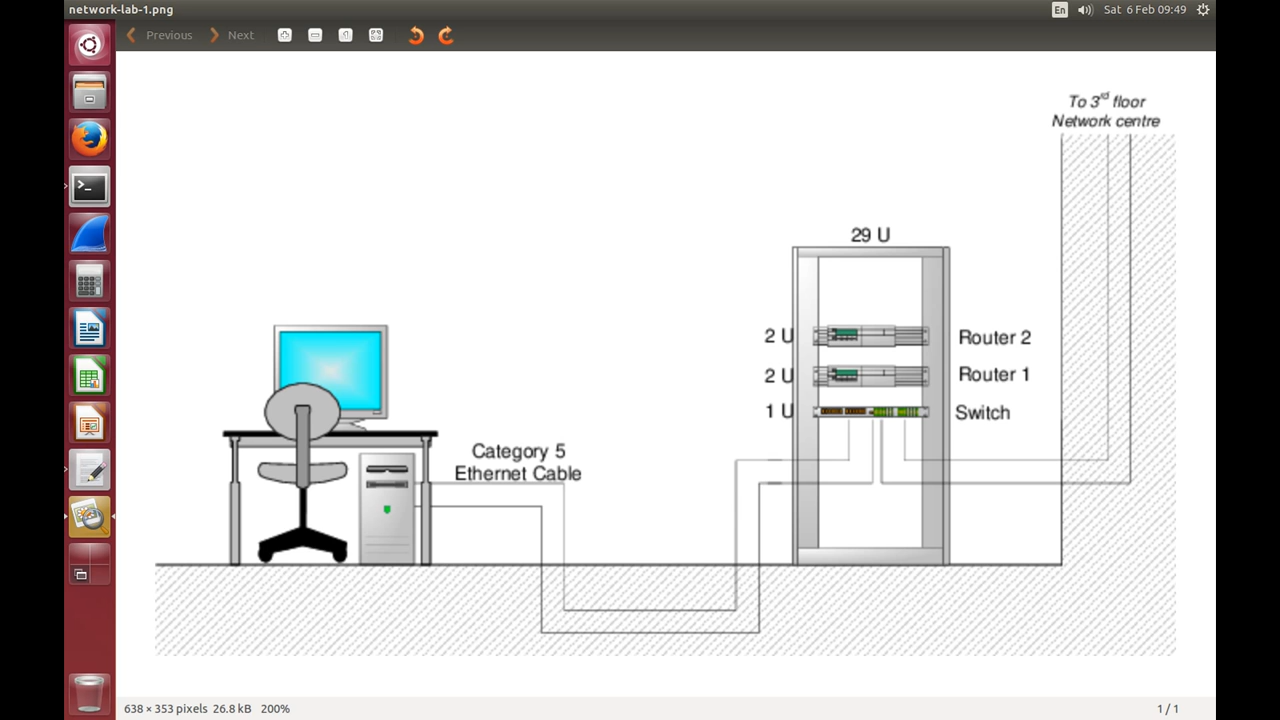 network-lab-1.png
En
Sat 6 Feb 09:49
Previous
Next
To 3rd floor
Network centre
29 U
2 U
Router 2
2 U
Router 1
1 U
Switch
Category 5
Ethernet Cable
638 × 353 pixels 26.8 kB 200%
1 / 1